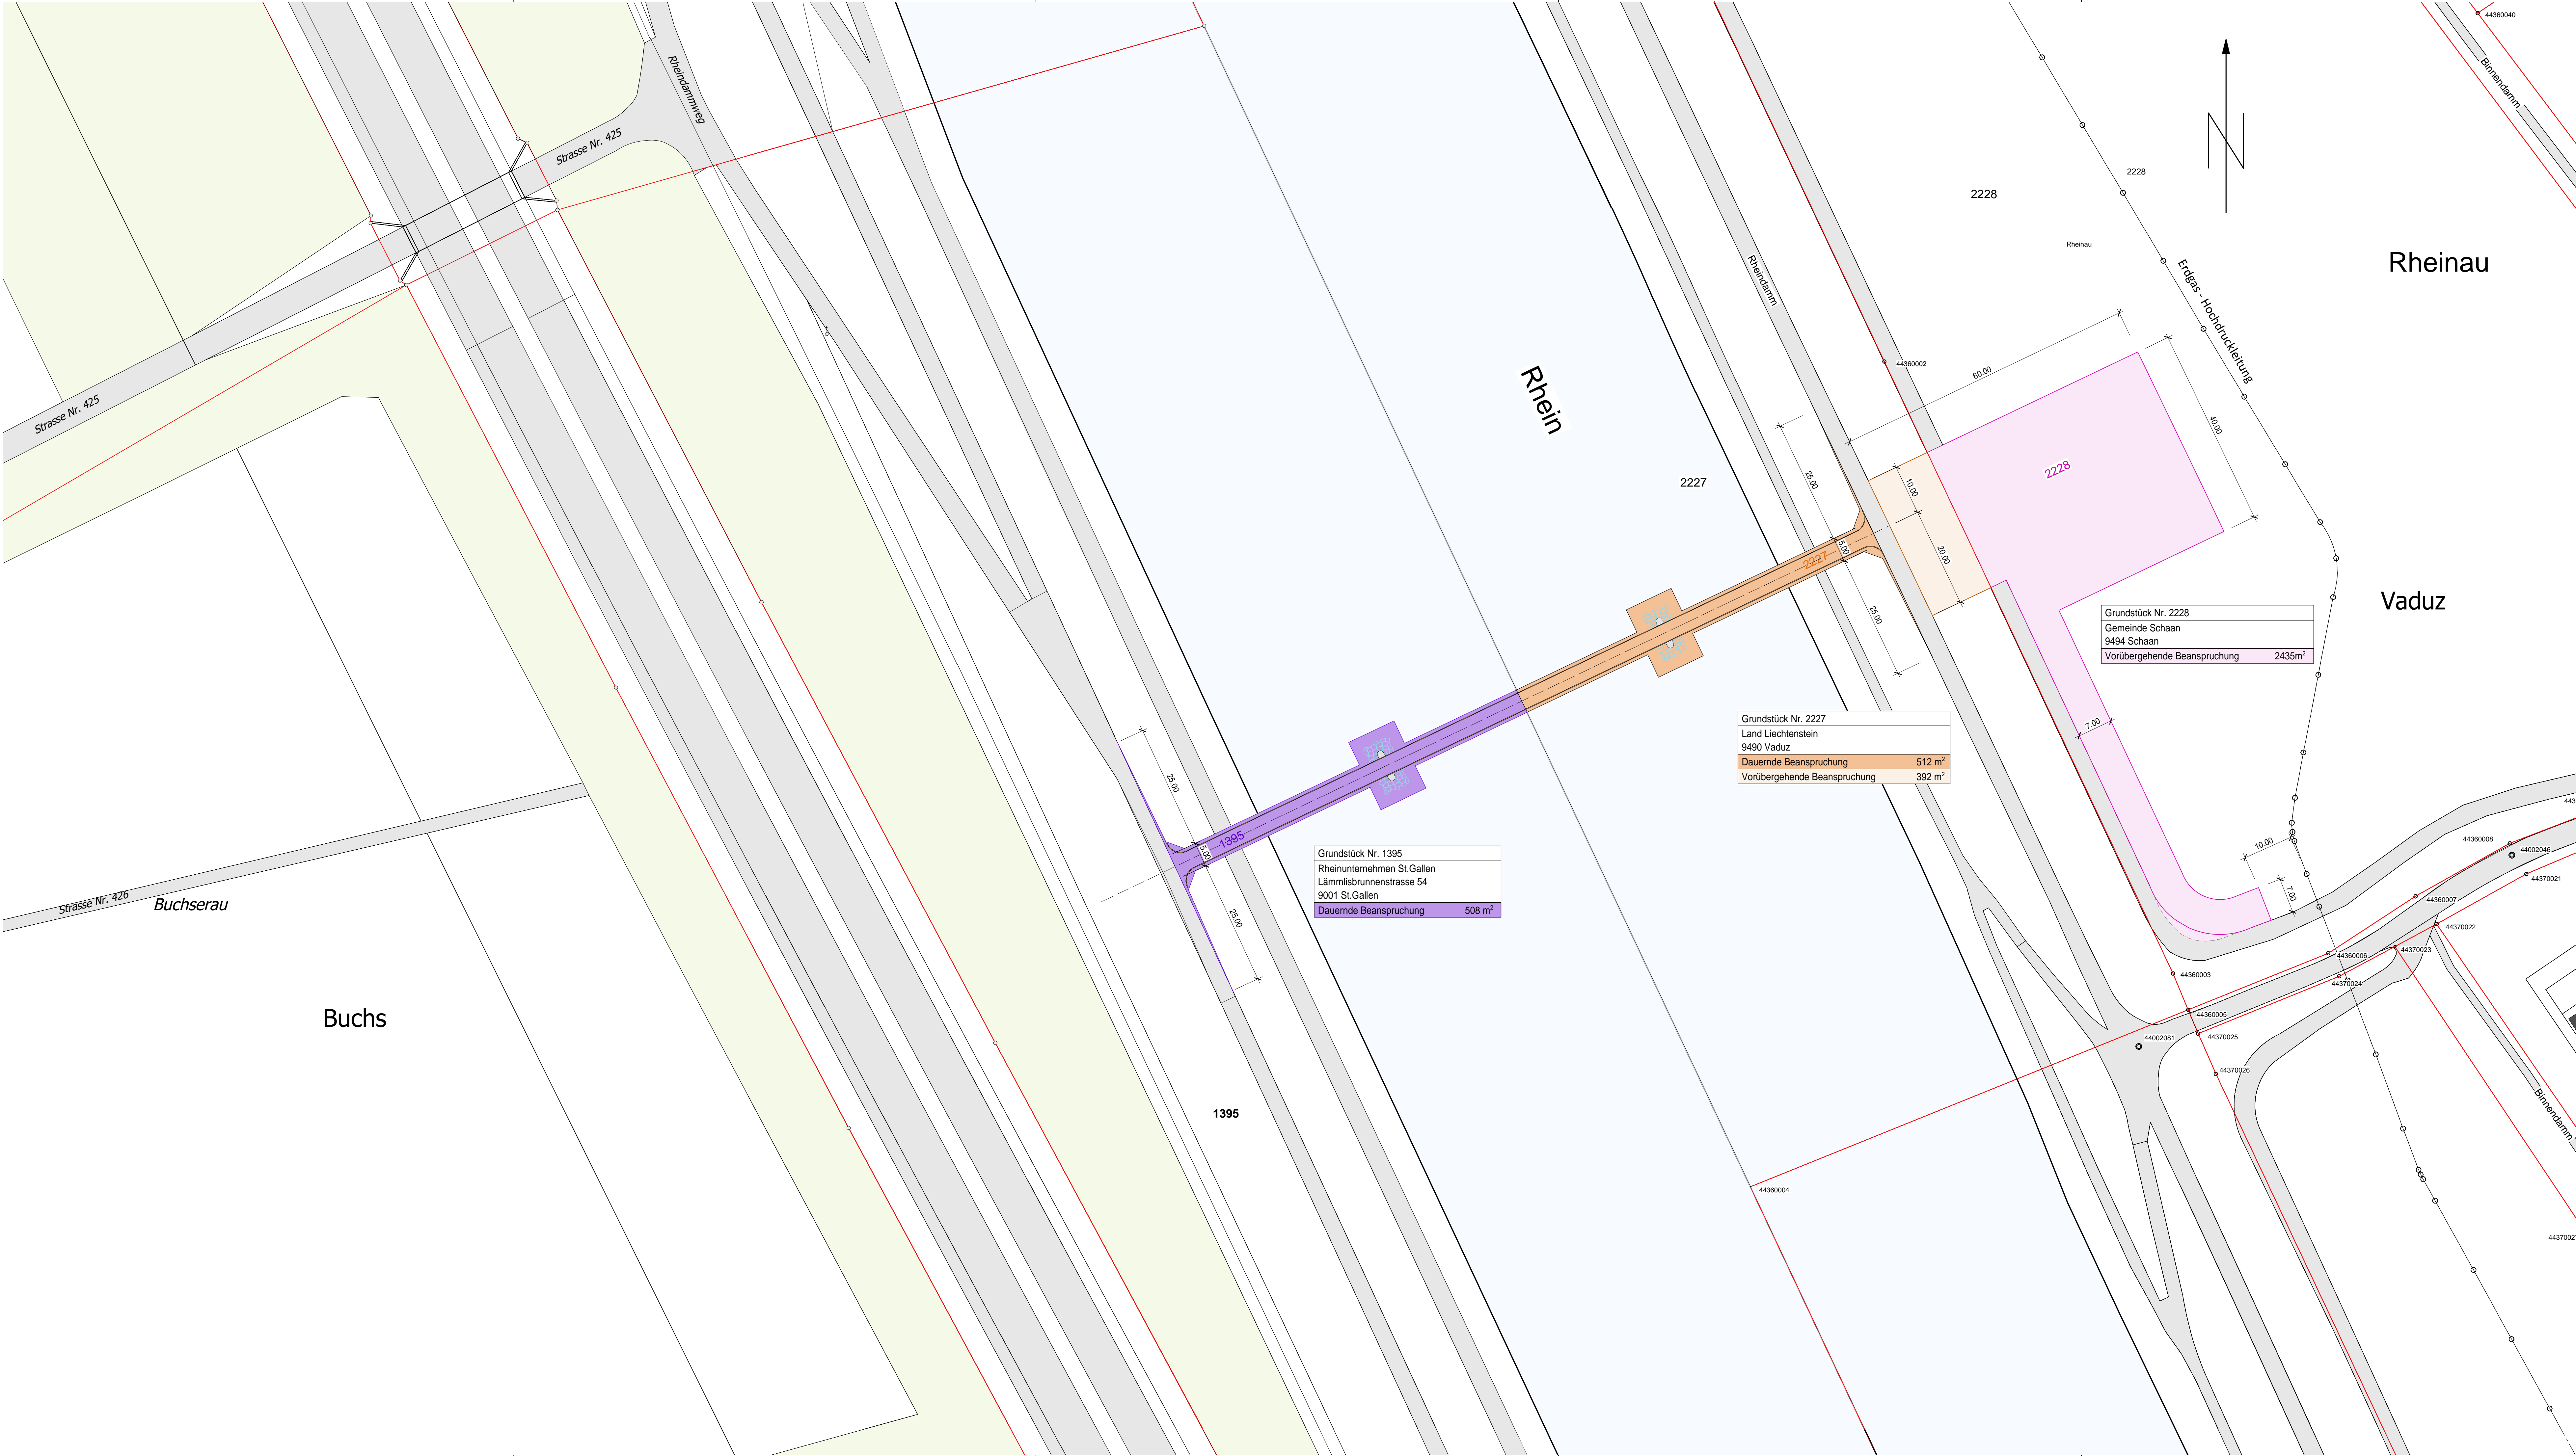 44360040
Binnendamm
Rheindammweg
Strasse Nr. 425
N
2228
2228
Rheinau
Rheinau
Rheindamm
Erdgas - Hochdruckleitung
60.00
44360002
Rhein
Strasse Nr. 425
40.00
25.00
2228
10.00
2227
5.00
2227
20.00
25.00
Vaduz
Grundstück Nr. 2228
Gemeinde Schaan
9494 Schaan
Vorübergehende Beanspruchung 2435m²
7.00
Grundstück Nr. 2227
Land Liechtenstein
9490 Vaduz
Dauernde Beanspruchung 512 m²
Vorübergehende Beanspruchung 392 m²
25.00
443
1395
5.00
44360008
44002046
10.00
Grundstück Nr. 1395
Rheinunternehmen St.Gallen
Lämmlisbrunnenstrasse 54
9001 St.Gallen
Dauernde Beanspruchung 508 m²
44370021
7.00
44360007
Strasse Nr. 426
Buchserau
25.00
44370022
44370023
44360006
44360003
44370024
Buchs
44360005
44370025
44002081
44370026
1395
Binnendamm
44360004
4437002